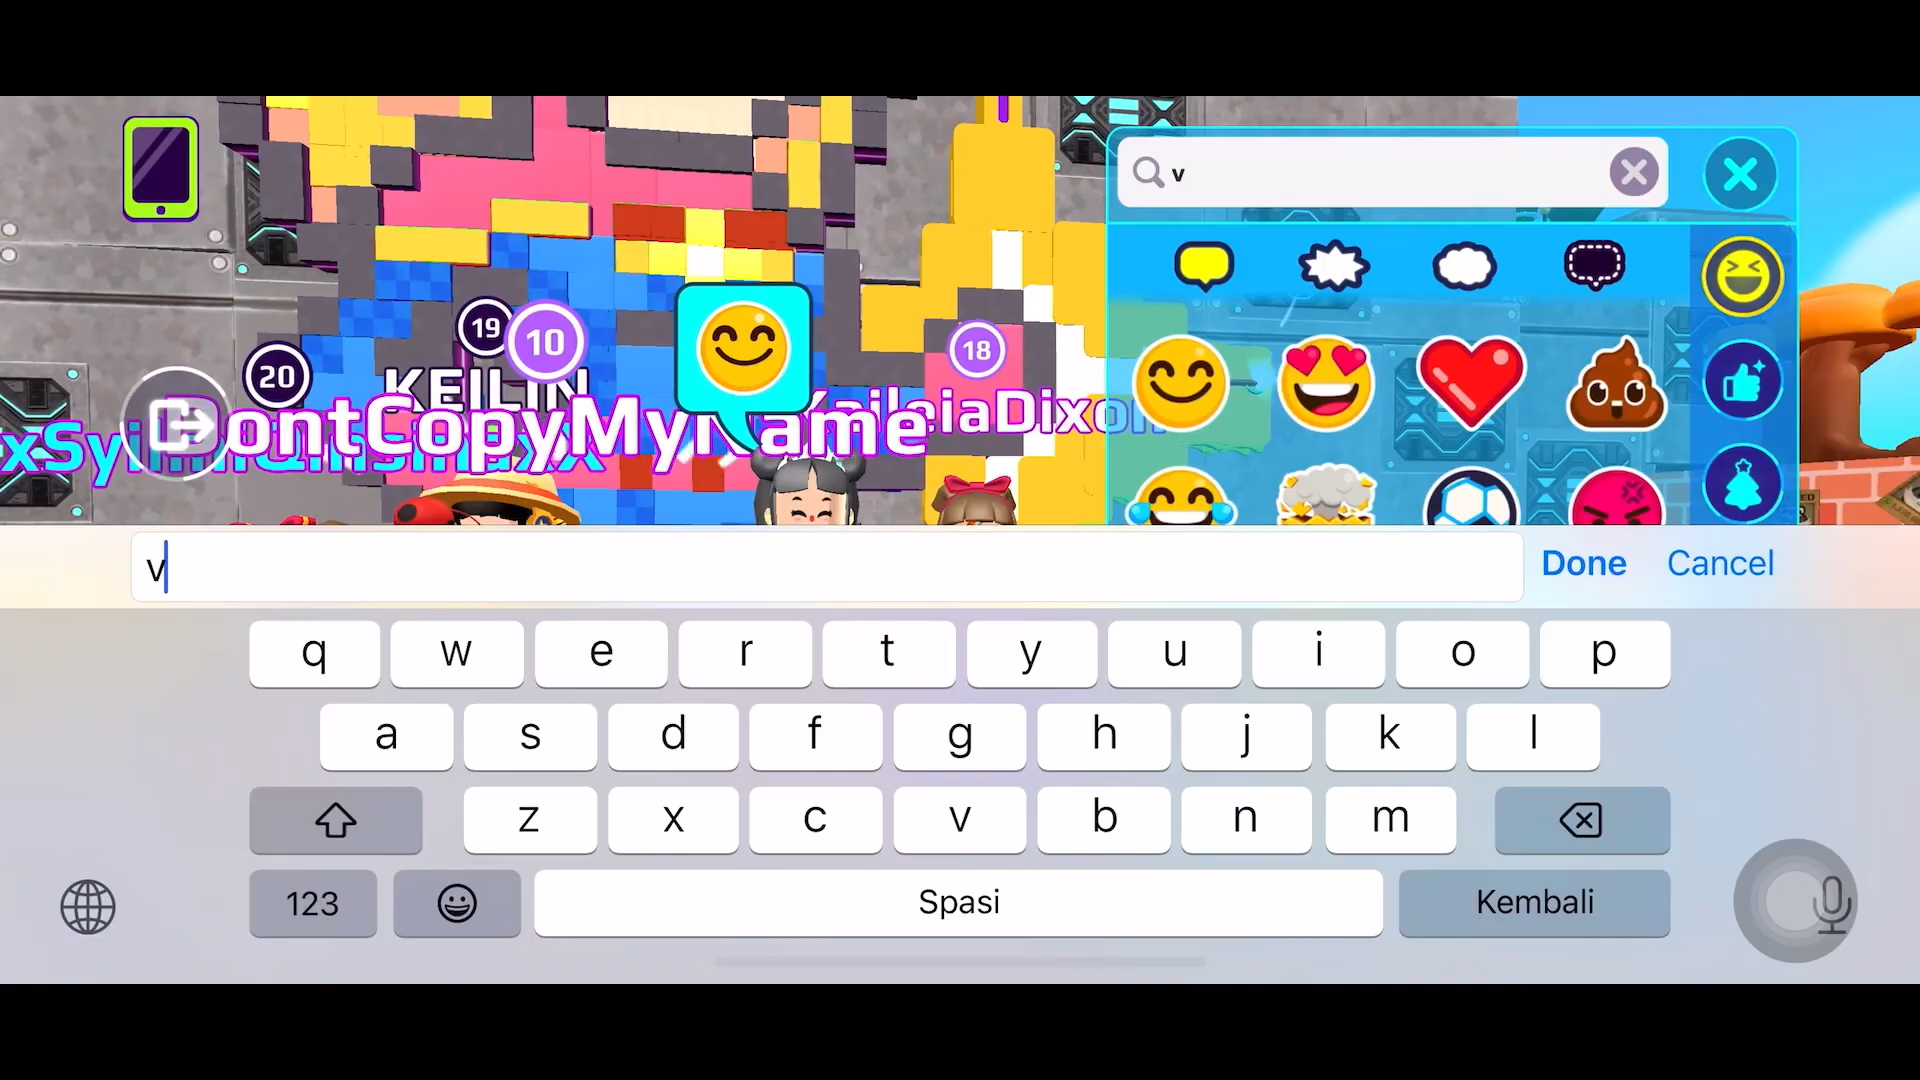 v
19
10
18
20
KEILIN
DontCopyMyName
v
Done
Cancel
q w e r t y u i o p
a s d f g h j k l
z x c v b n m
123
Spasi
Kembali